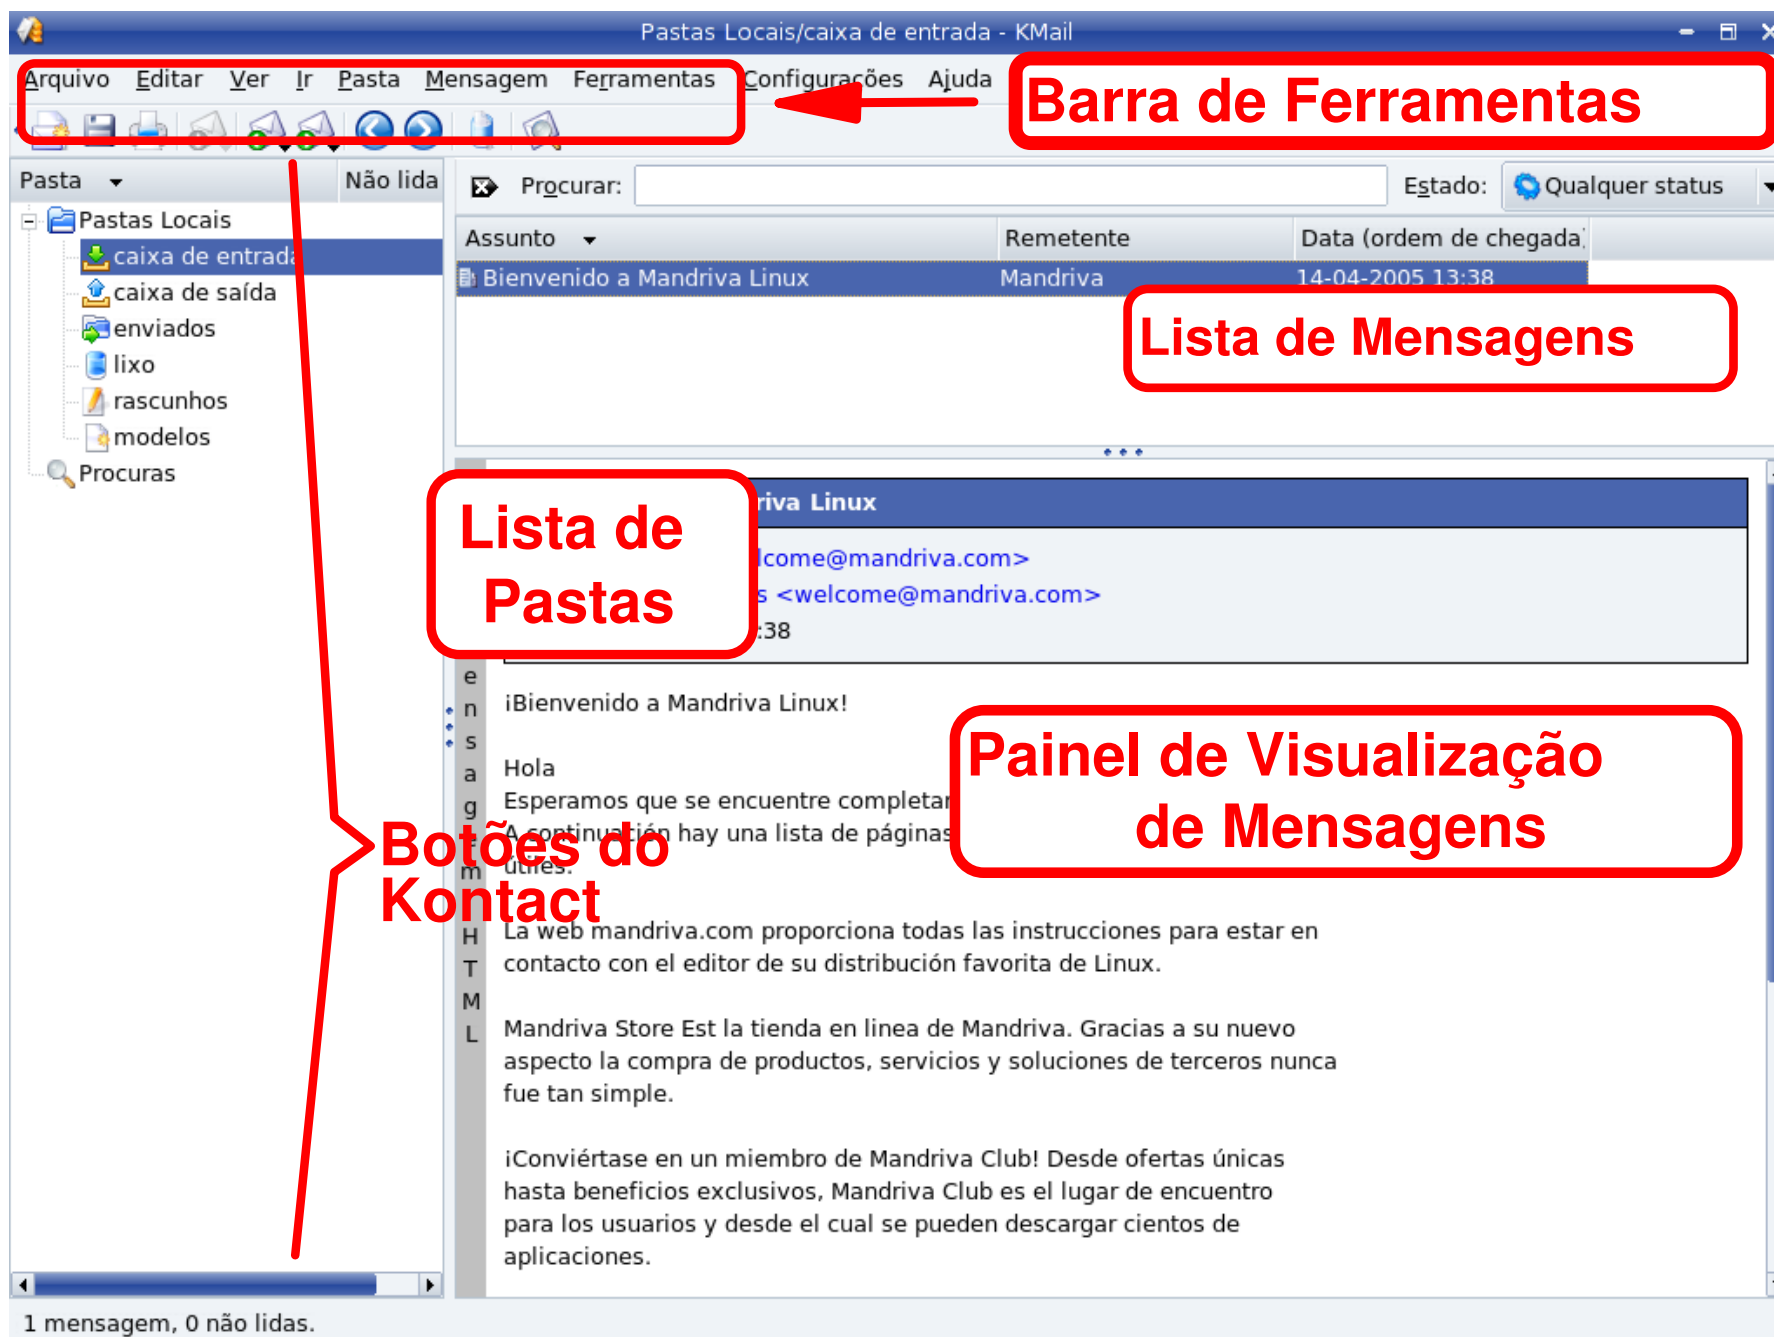 Pastas Locais/caixa de entrada - KMail
Arquivo Editar Ver Ir Pasta Mensagem Ferramentas Configurações Ajuda
Barra de Ferramentas
Pasta Não lida
Procurar: Estado: Qualquer status
Pastas Locais
caixa de entrada
caixa de saída
enviados
lixo
rascunhos
modelos
Procuras
Assunto Remetente Data (ordem de chegada)
Bienvenido a Mandriva Linux Mandriva 14-04-2005 13:38
Lista de Mensagens
Lista de
Pastas
riva Linux
lcome@mandriva.com>
s <welcome@mandriva.com>
:38
e
n
s
a
g
e
m
H
T
M
L
¡Bienvenido a Mandriva Linux!
Painel de Visualização
de Mensagens
Hola
Esperamos que se encuentre completar
A continuación hay una lista de páginas
útiles.
Botões do
Kontact
La web mandriva.com proporciona todas las instrucciones para estar en
contacto con el editor de su distribución favorita de Linux.
Mandriva Store Est la tienda en linea de Mandriva. Gracias a su nuevo
aspecto la compra de productos, servicios y soluciones de terceros nunca
fue tan simple.
¡Conviértase en un miembro de Mandriva Club! Desde ofertas únicas
hasta beneficios exclusivos, Mandriva Club es el lugar de encuentro
para los usuarios y desde el cual se pueden descargar cientos de
aplicaciones.
1 mensagem, 0 não lidas.